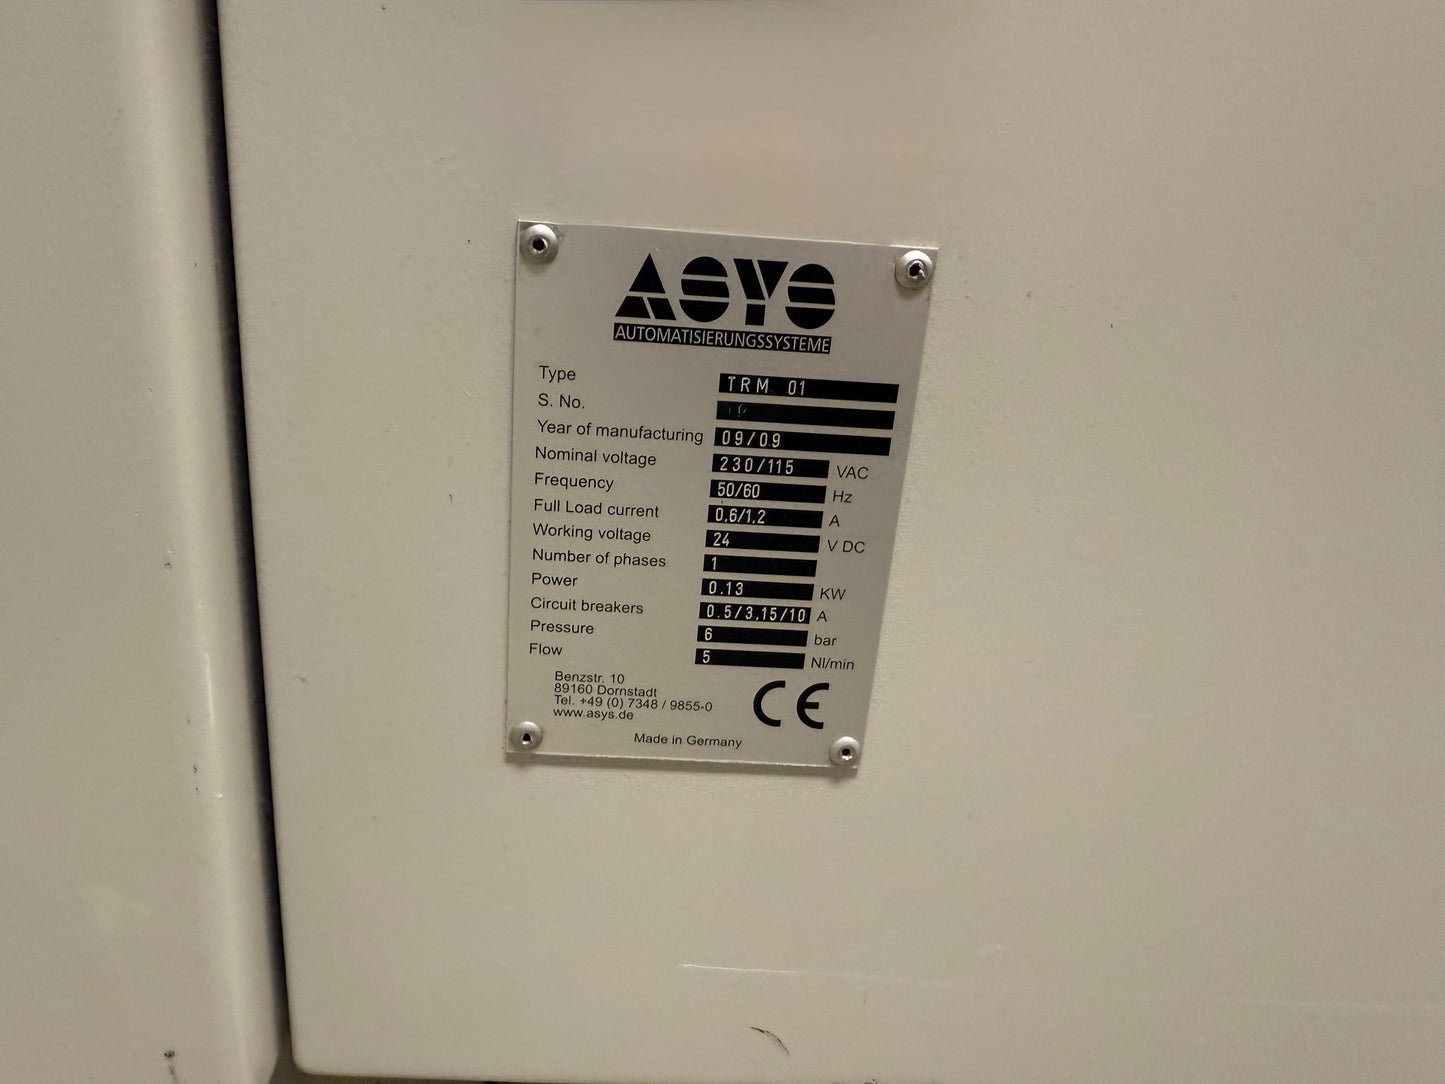 ASYS
AUTOMATISIERUNGSSYSTEME
Type TRM 01
S. No.
Year of manufacturing 09/09
Nominal voltage 230/115 VAC
Frequency 50/60 Hz
Full Load current 0.6/1.2 A
Working voltage 24 V DC
Number of phases 1
Power 0.13 KW
Circuit breakers 0.5/3.15/10 A
Pressure 6 bar
Flow 5 Nl/min
Benzstr. 10
89160 Dornstadt
Tel. +49 (0) 7348 / 9855-0
www.asys.de
CE
Made in Germany